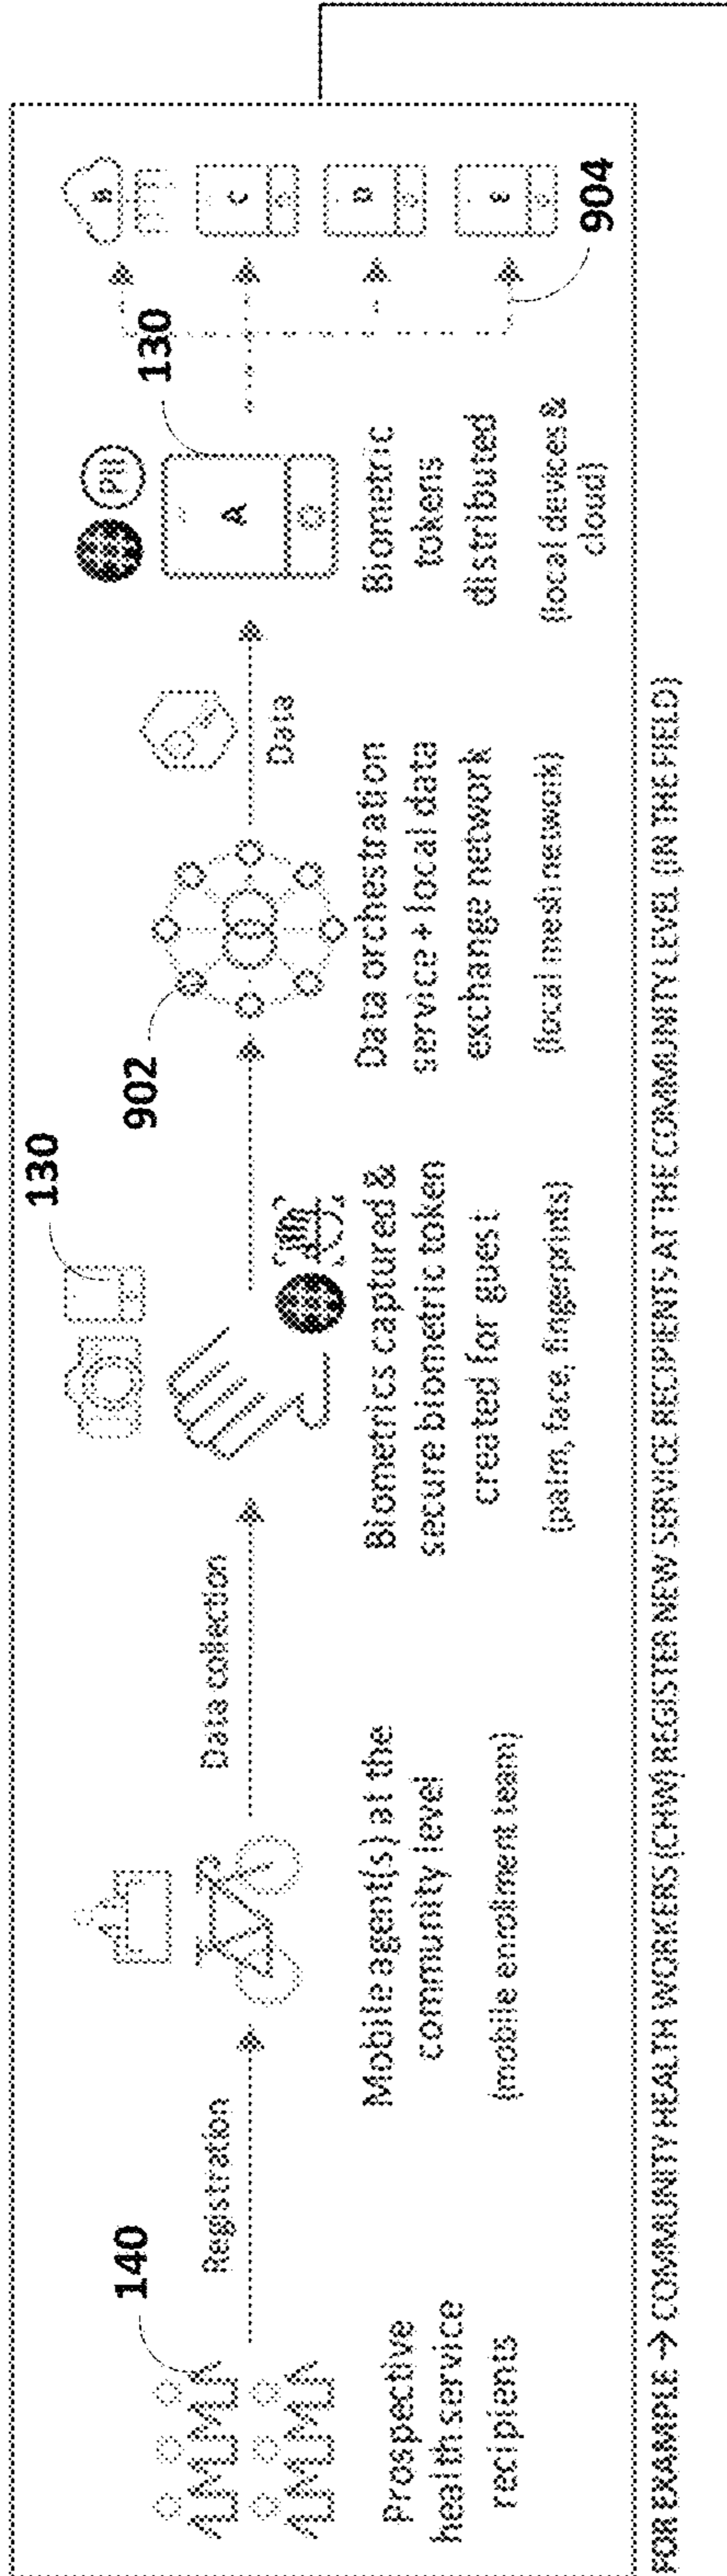 140
Registration
Data collection
130
902
Data
PII
130
A
B
C
D
E
904
Prospective
health service
recipients
Mobile agent(s) at the
community level
(mobile enrollment team)
Biometrics captured &
secure biometric token
created for guest
(palm, face, fingerprints)
Data orchestration
service + local data
exchange network
(local mesh network)
Biometric
tokens
distributed
(local devices &
cloud)
FOR EXAMPLE → COMMUNITY HEALTH WORKERS (CHW) REGISTER NEW SERVICE RECIPIENTS AT THE COMMUNITY LEVEL (IN THE FIELD)